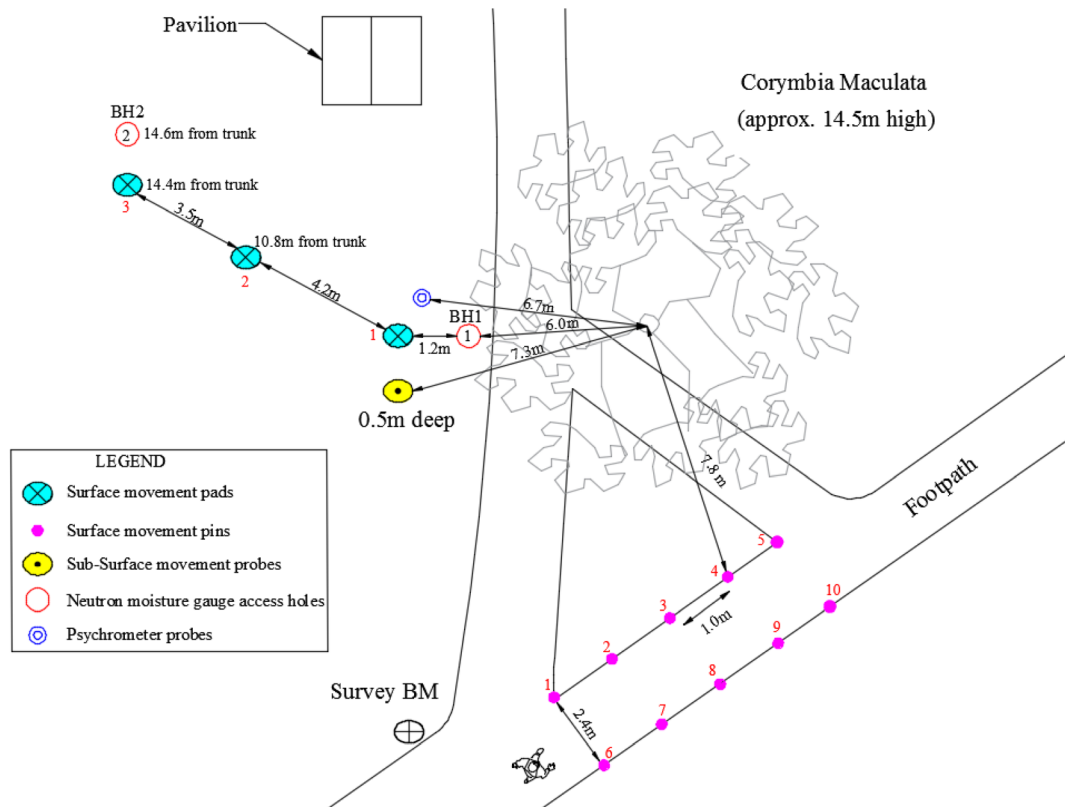 Pavilion
Corymbia Maculata
(approx. 14.5m high)
BH2
2
14.6m from trunk
14.4m from trunk
3
3.5m
10.8m from trunk
2
4.2m
6.7m
BH1
6.0m
1
1
1.2m
7.3m
0.5m deep
7.8 m
LEGEND
Surface movement pads
Surface movement pins
Sub-Surface movement probes
Neutron moisture gauge access holes
Psychrometer probes
Footpath
5
4
3
1.0m
10
2
9
8
1
Survey BM
2.4m
7
6